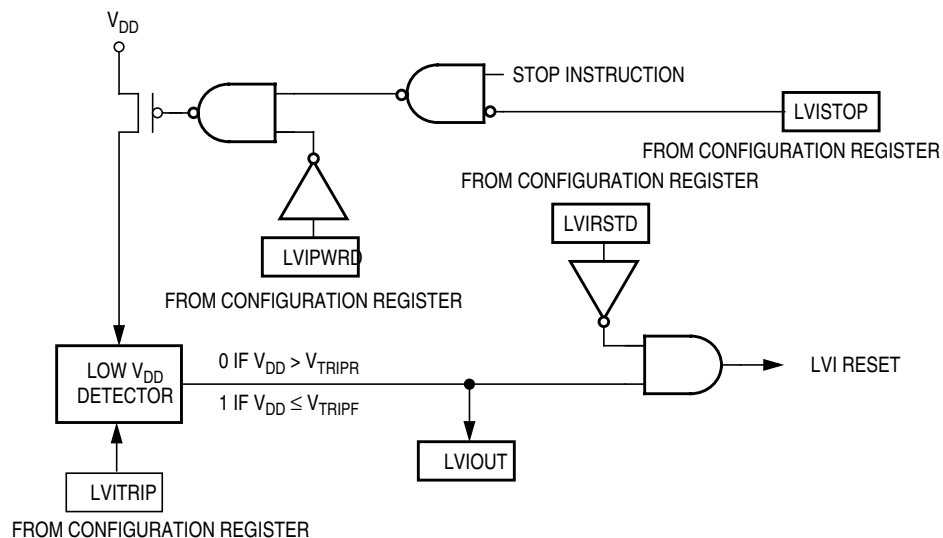 VDD
STOP INSTRUCTION
LVISTOP
FROM CONFIGURATION REGISTER
FROM CONFIGURATION REGISTER
LVIRSTD
LVIPWRD
FROM CONFIGURATION REGISTER
LOW VDD
DETECTOR
0 IF VDD > VTRIPR
1 IF VDD ≤ VTRIPF
LVI RESET
LVIOUT
LVITRIP
FROM CONFIGURATION REGISTER